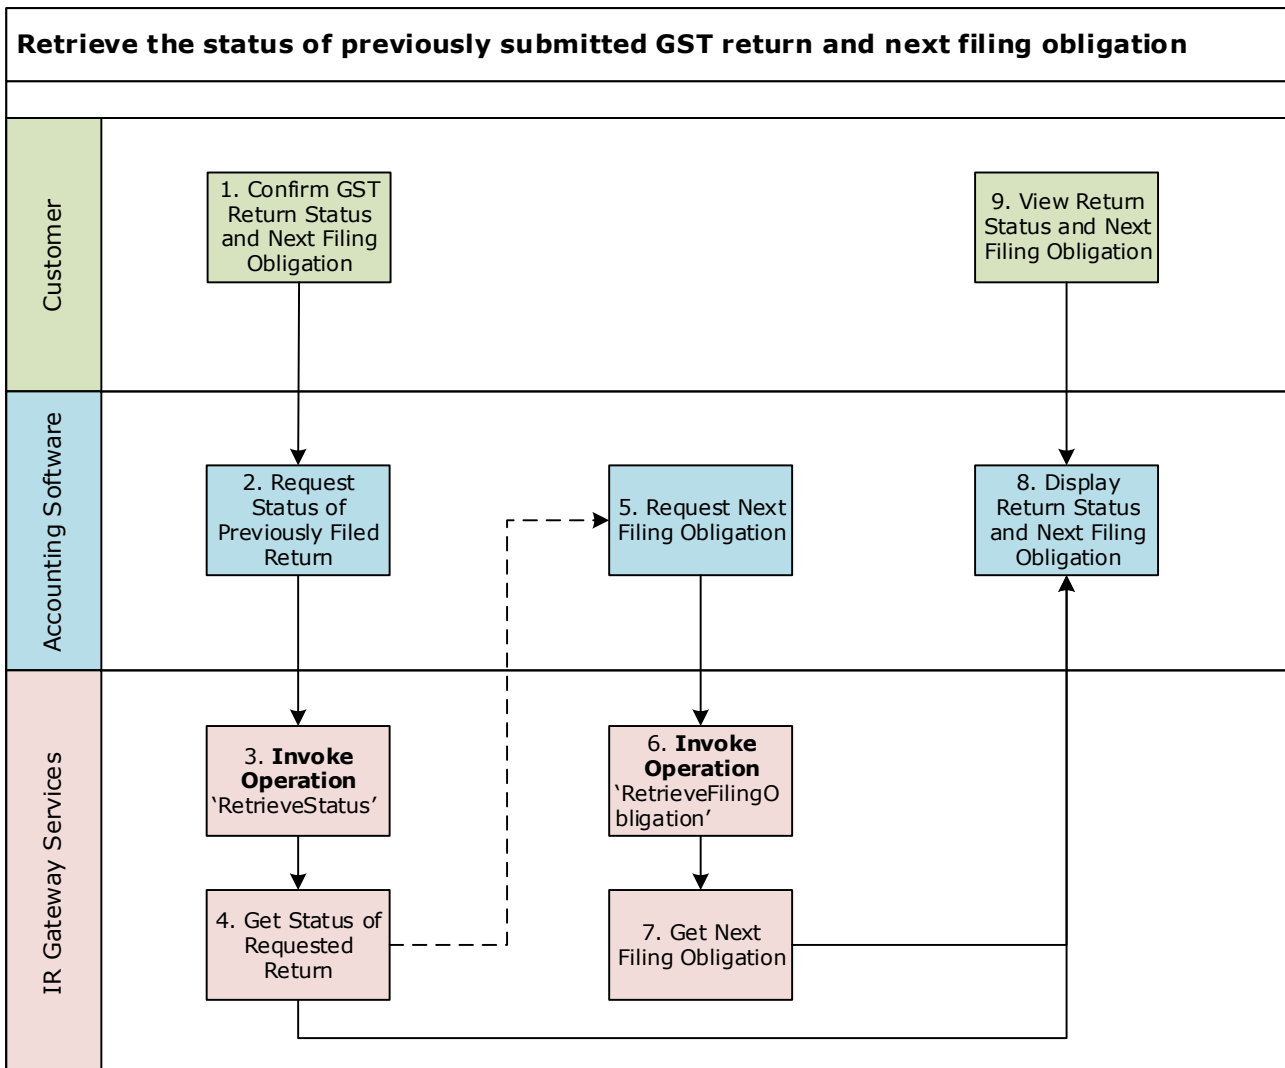 Retrieve the status of previously submitted GST return and next filing obligation
Customer
1. Confirm GST
Return Status
and Next Filing
Obligation
9. View Return
Status and Next
Filing Obligation
Accounting Software
2. Request
Status of
Previously Filed
Return
5. Request Next
Filing Obligation
8. Display
Return Status
and Next Filing
Obligation
IR Gateway Services
3. Invoke
Operation
‘RetrieveStatus’
6. Invoke
Operation
‘RetrieveFilingO
bligation’
4. Get Status of
Requested
Return
7. Get Next
Filing Obligation